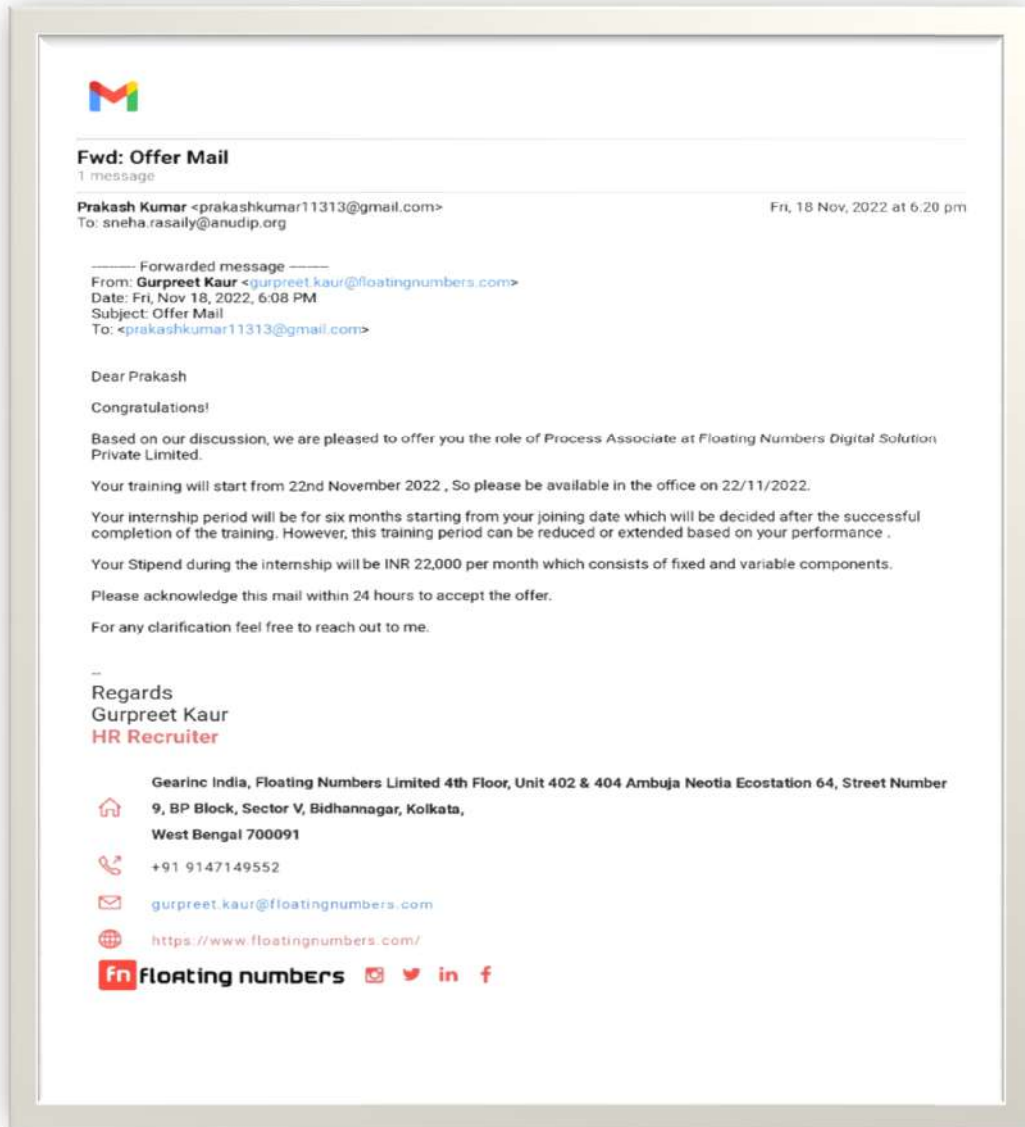 Fwd: Offer Mail
1 message
Prakash Kumar <prakashkumar11313@gmail.com> Fri, 18 Nov, 2022 at 6:20 pm
To: sneha.rasaily@anudip.org
---------- Forwarded message --------
From: Gurpreet Kaur <gurpreet.kaur@floatingnumbers.com>
Date: Fri, Nov 18, 2022, 6:08 PM
Subject: Offer Mail
To: <prakashkumar11313@gmail.com>
Dear Prakash
Congratulations!
Based on our discussion, we are pleased to offer you the role of Process Associate at Floating Numbers Digital Solution
Private Limited.
Your training will start from 22nd November 2022 , So please be available in the office on 22/11/2022.
Your internship period will be for six months starting from your joining date which will be decided after the successful
completion of the training. However, this training period can be reduced or extended based on your performance .
Your Stipend during the internship will be INR 22,000 per month which consists of fixed and variable components.
Please acknowledge this mail within 24 hours to accept the offer.
For any clarification feel free to reach out to me.
--
Regards
Gurpreet Kaur
HR Recruiter
Gearinc India, Floating Numbers Limited 4th Floor, Unit 402 & 404 Ambuja Neotia Ecostation 64, Street Number
9, BP Block, Sector V, Bidhannagar, Kolkata,
West Bengal 700091
+91 9147149552
gurpreet.kaur@floatingnumbers.com
https://www.floatingnumbers.com/
fn floating numbers in f